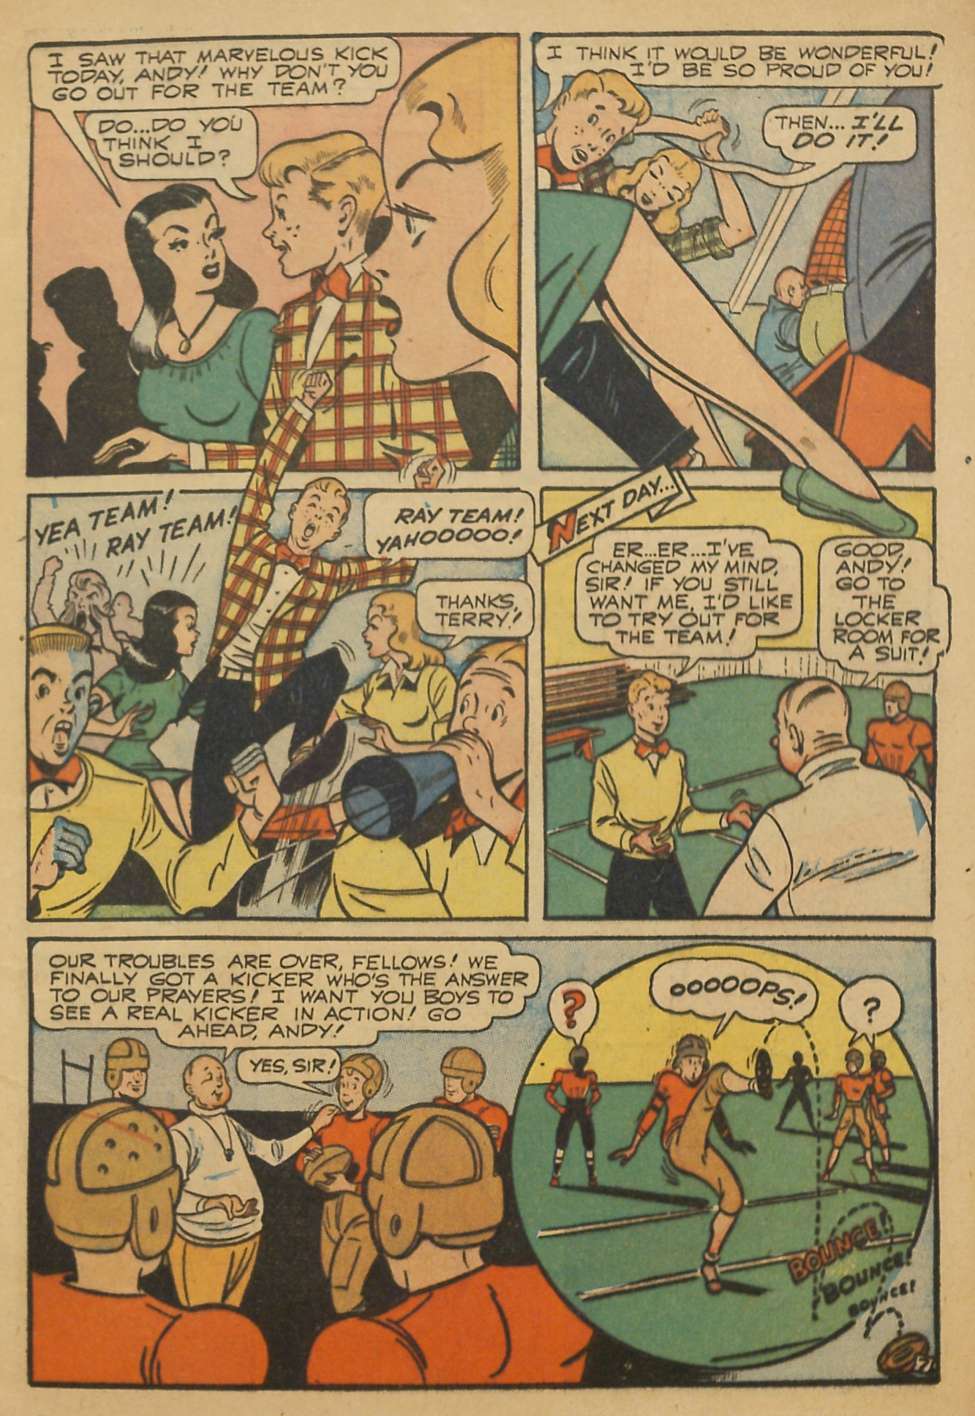 I SAW THAT MARVELOUS KICK
TODAY, ANDY! WHY DON'T YOU
GO OUT FOR THE TEAM?
DO...DO YOU
THINK I
SHOULD?
I THINK IT WOULD BE WONDERFUL!
I'D BE SO PROUD OF YOU!
THEN... I'LL
DO IT!
YEA TEAM!
RAY TEAM!
RAY TEAM!
YAHOOOOO!
THANKS,
TERRY!
NEXT DAY...
ER...ER...I'VE
CHANGED MY MIND,
SIR! IF YOU STILL
WANT ME, I'D LIKE
TO TRY OUT FOR
THE TEAM!
GOOD,
ANDY!
GO TO
THE
LOCKER
ROOM FOR
A SUIT!
OUR TROUBLES ARE OVER, FELLOWS! WE
FINALLY GOT A KICKER WHO'S THE ANSWER
TO OUR PRAYERS! I WANT YOU BOYS TO
SEE A REAL KICKER IN ACTION! GO
AHEAD, ANDY!
YES, SIR!
?
OOOOOPS!
?
BOUNCE!
BOUNCE!
BOUNCE!